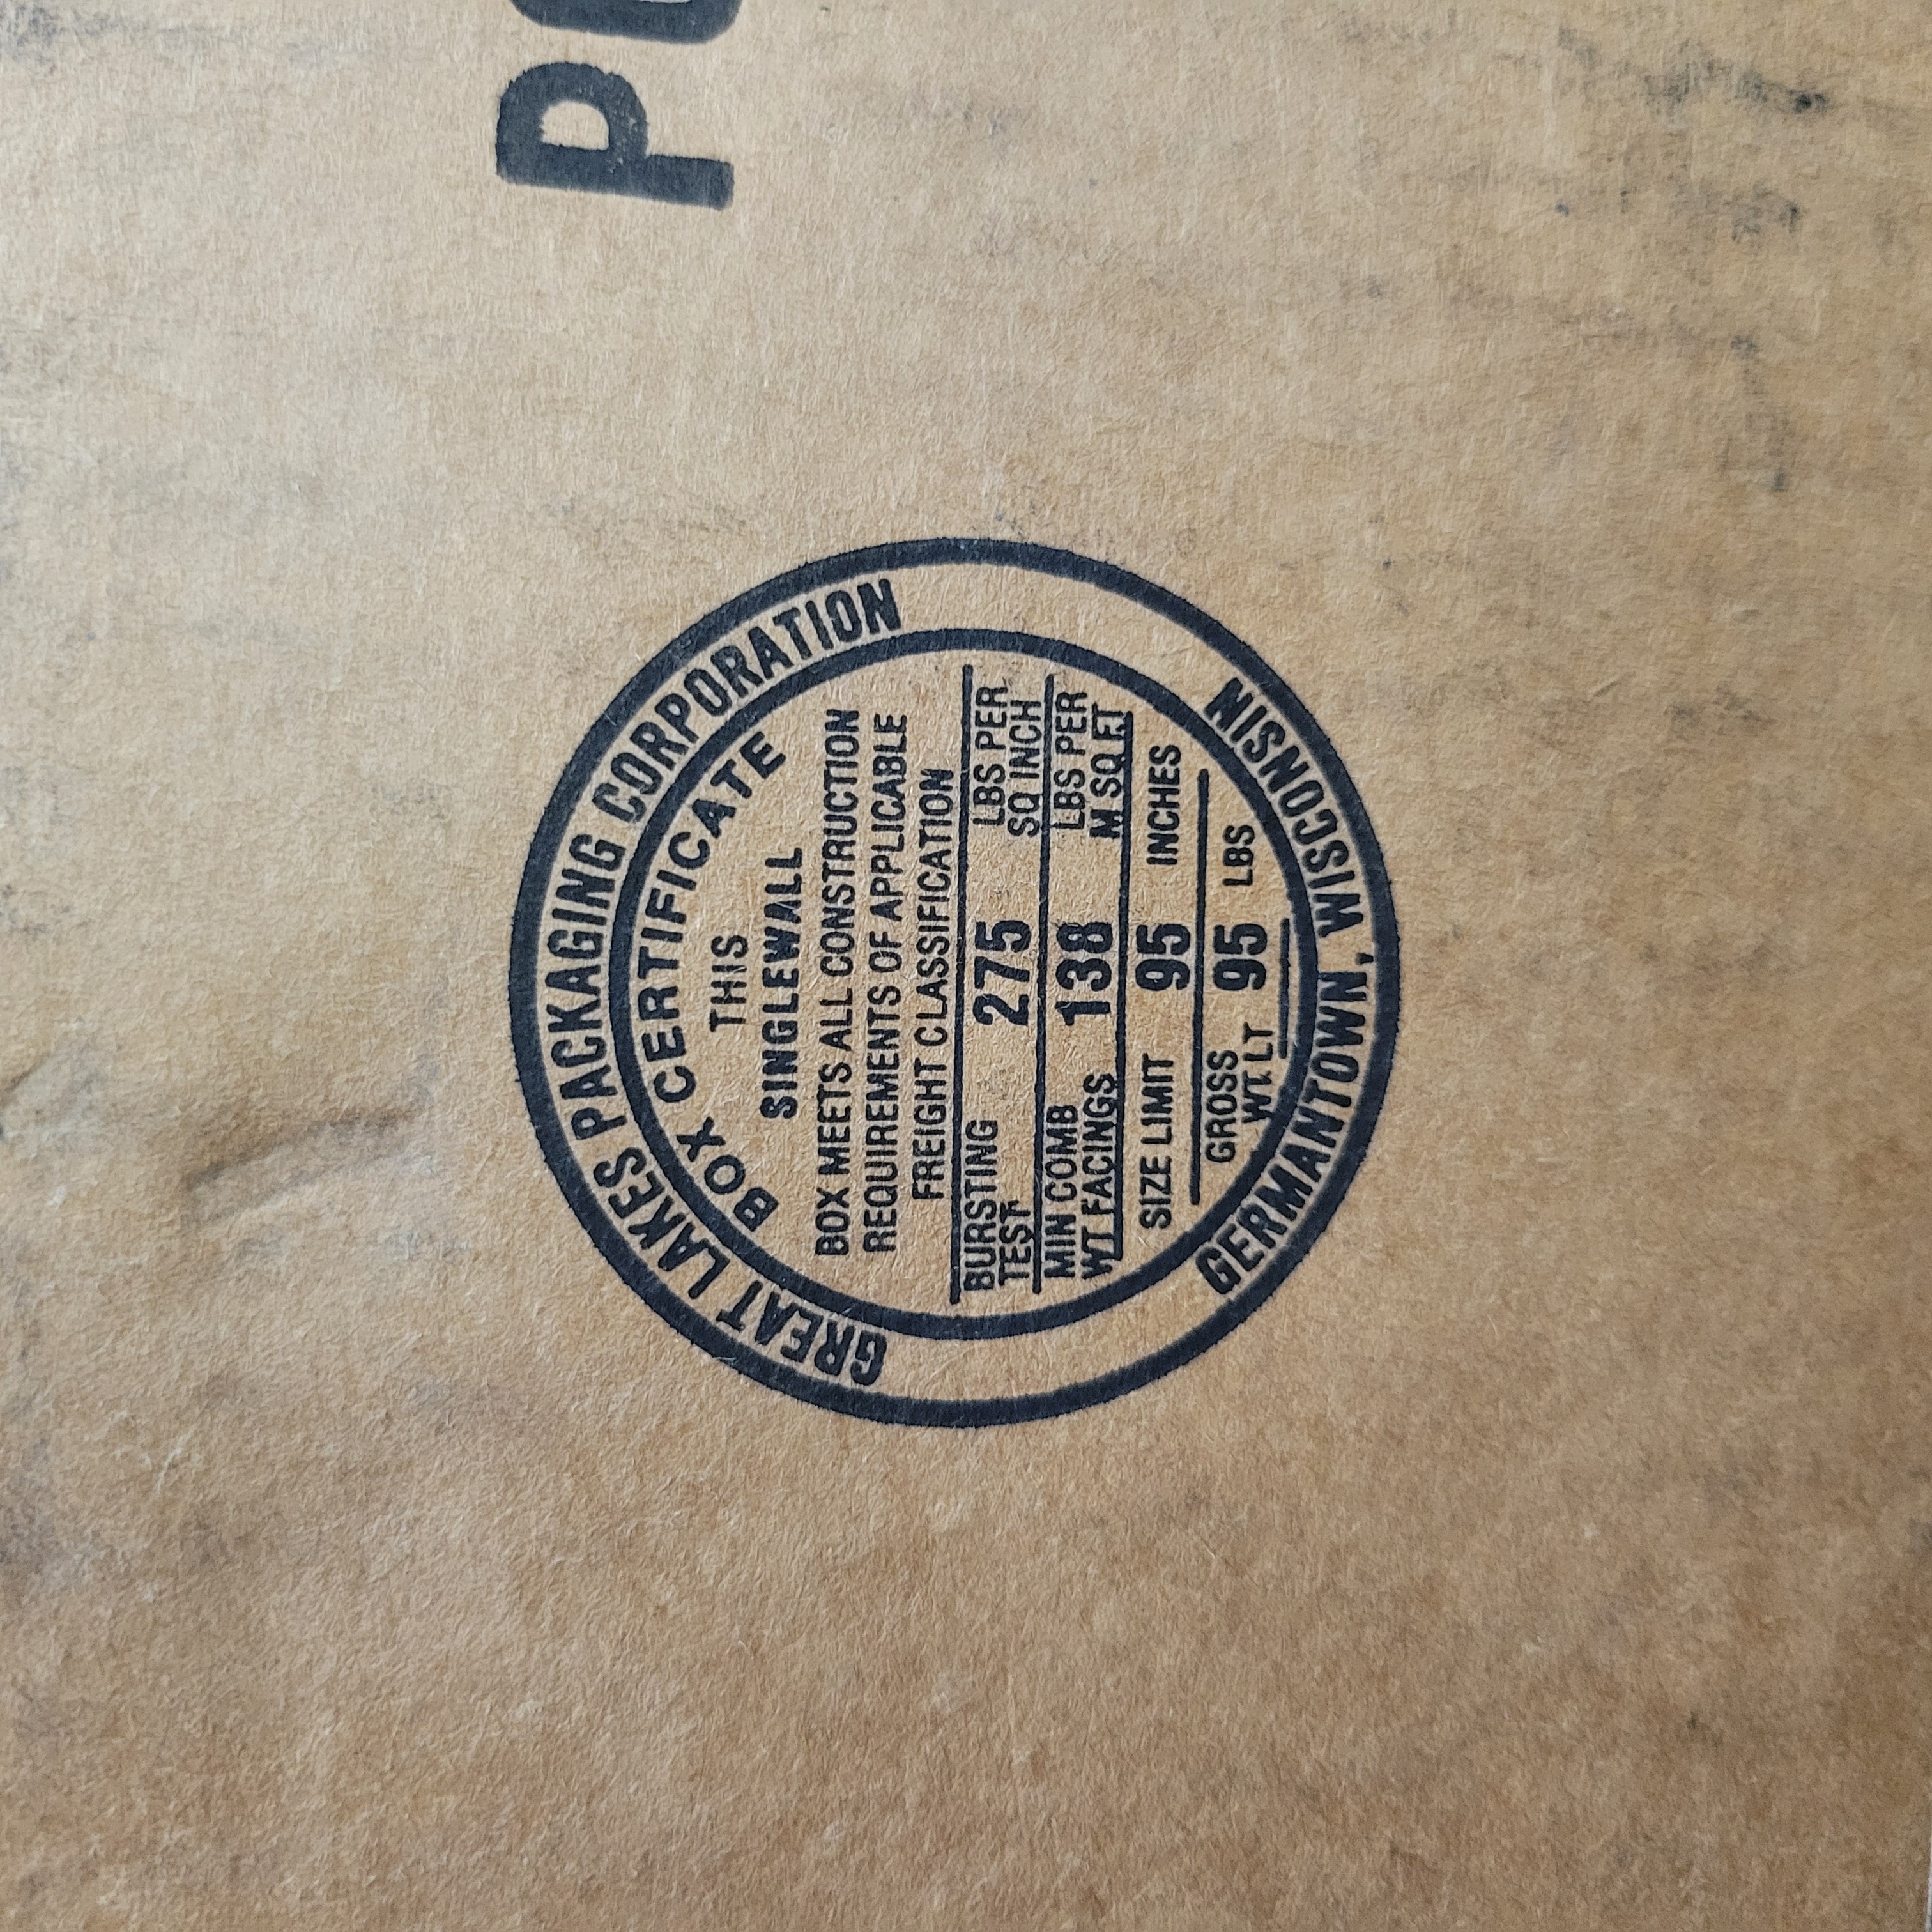 GREAT LAKES PACKAGING CORPORATION
BOX CERTIFICATE
THIS
SINGLEWALL
BOX MEETS ALL CONSTRUCTION
REQUIREMENTS OF APPLICABLE
FREIGHT CLASSIFICATION
BURSTING TEST 275 LBS PER SQ INCH
MIN COMB WT FACINGS 138 LBS PER M SQ FT
SIZE LIMIT 95 INCHES
GROSS WT. LT 95 LBS
GERMANTOWN, WISCONSIN